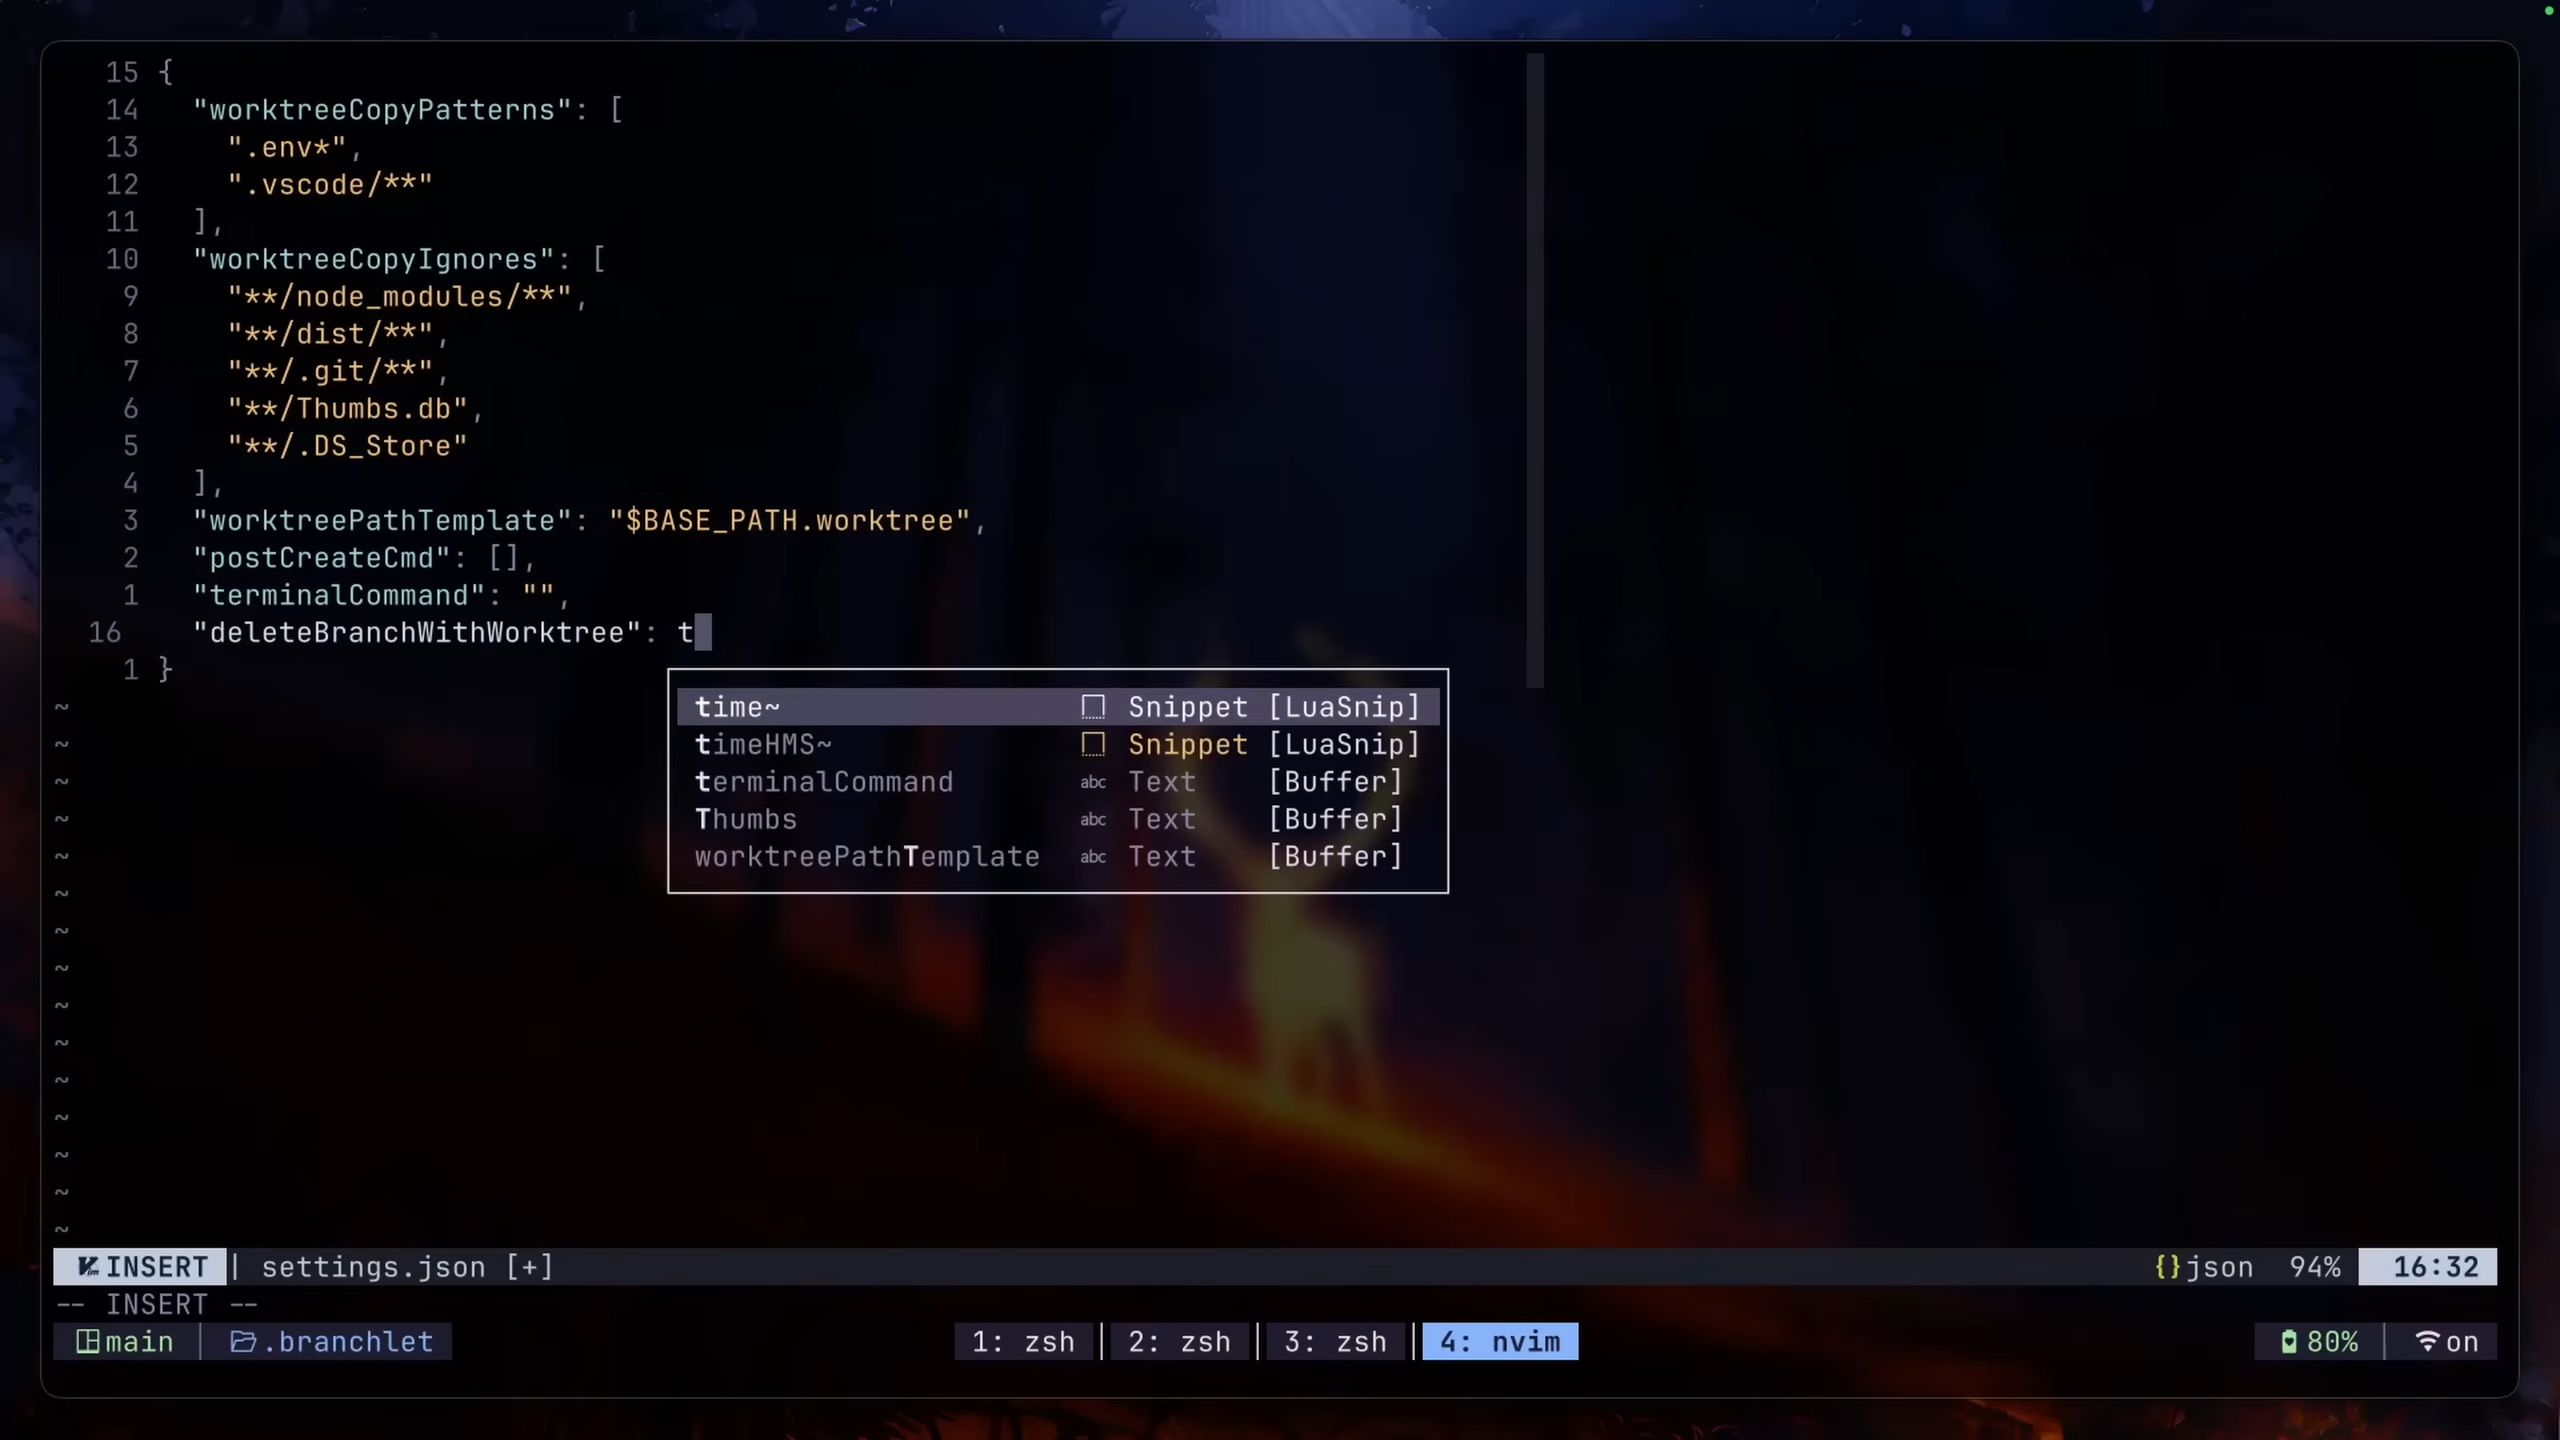 15 {
14 "worktreeCopyPatterns": [
13 ".env*",
12 ".vscode/**"
11 ],
10 "worktreeCopyIgnores": [
9 "**/node_modules/**",
8 "**/dist/**",
7 "**/.git/**",
6 "**/Thumbs.db",
5 "**/.DS_Store"
4 ],
3 "worktreePathTemplate": "$BASE_PATH.worktree",
2 "postCreateCmd": [],
1 "terminalCommand": "",
16 "deleteBranchWithWorktree": t
1 }
~ time~ Snippet [LuaSnip]
~ timeHMS~ Snippet [LuaSnip]
~ terminalCommand abc Text [Buffer]
~ Thumbs abc Text [Buffer]
~ worktreePathTemplate abc Text [Buffer]
~
~
~
~
~
~
~
~
~
~
INSERT | settings.json [+] {} json 94% 16:32
-- INSERT --
main | .branchlet 1: zsh | 2: zsh | 3: zsh | 4: nvim 80% | on